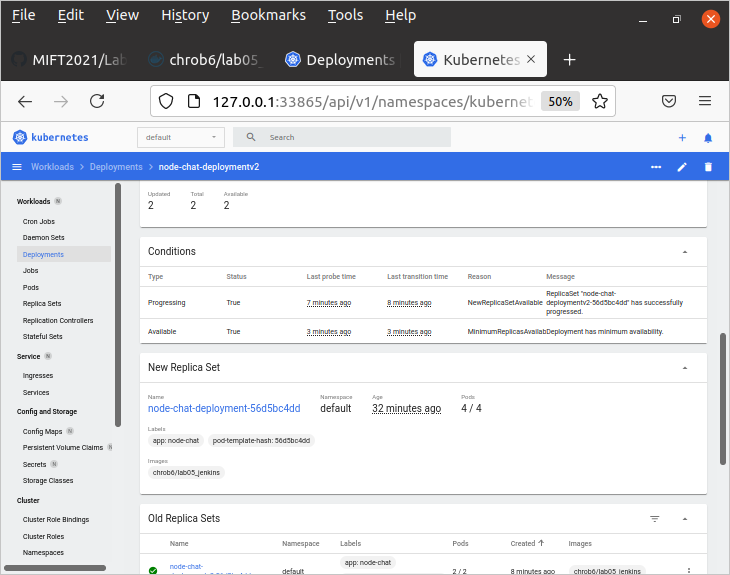 File Edit View History Bookmarks Tools Help
MIFT2021/Lab chrob6/lab05_ Deployments Kubernetes
127.0.0.1:33865/api/v1/namespaces/kubernet 50%
kubernetes default Search
Workloads Deployments node-chat-deploymentv2
Workloads N
Cron Jobs
Daemon Sets
Deployments
Jobs
Pods
Replica Sets
Replication Controllers
Stateful Sets
Service N
Ingresses
Services
Config and Storage
Config Maps N
Persistent Volume Claims N
Secrets N
Storage Classes
Cluster
Cluster Role Bindings
Cluster Roles
Namespaces
Updated Total Available
2 2 2
Conditions
Type Status Last probe time Last transition time Reason Message
Progressing True 7 minutes ago 8 minutes ago NewReplicaSetAvailable
ReplicaSet "node-chat-
deploymentv2-56d5bc4dd" has successfully
progressed.
Available True 3 minutes ago 3 minutes ago MinimumReplicasAvailab Deployment has minimum availability.
New Replica Set
Name Namespace Age Pods
node-chat-deployment-56d5bc4dd default 32 minutes ago 4 / 4
Labels
app: node-chat pod-template-hash: 56d5bc4dd
Images
chrob6/lab05_jenkins
Old Replica Sets
Name Namespace Labels Pods Created Images
node-chat- default app: node-chat 2 / 2 8 minutes ago chrob6/lab05_jenkins